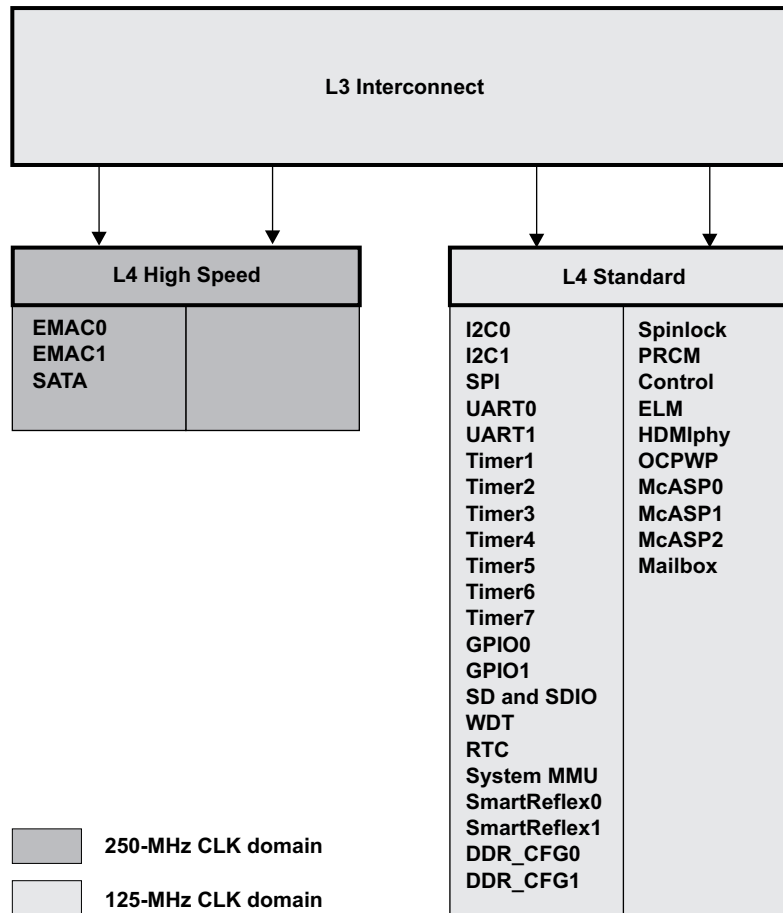 L3 Interconnect
L4 High Speed
EMAC0
EMAC1
SATA
L4 Standard
I2C0
I2C1
SPI
UART0
UART1
Timer1
Timer2
Timer3
Timer4
Timer5
Timer6
Timer7
GPIO0
GPIO1
SD and SDIO
WDT
RTC
System MMU
SmartReflex0
SmartReflex1
DDR_CFG0
DDR_CFG1
Spinlock
PRCM
Control
ELM
HDMIphy
OCPWP
McASP0
McASP1
McASP2
Mailbox
250-MHz CLK domain
125-MHz CLK domain